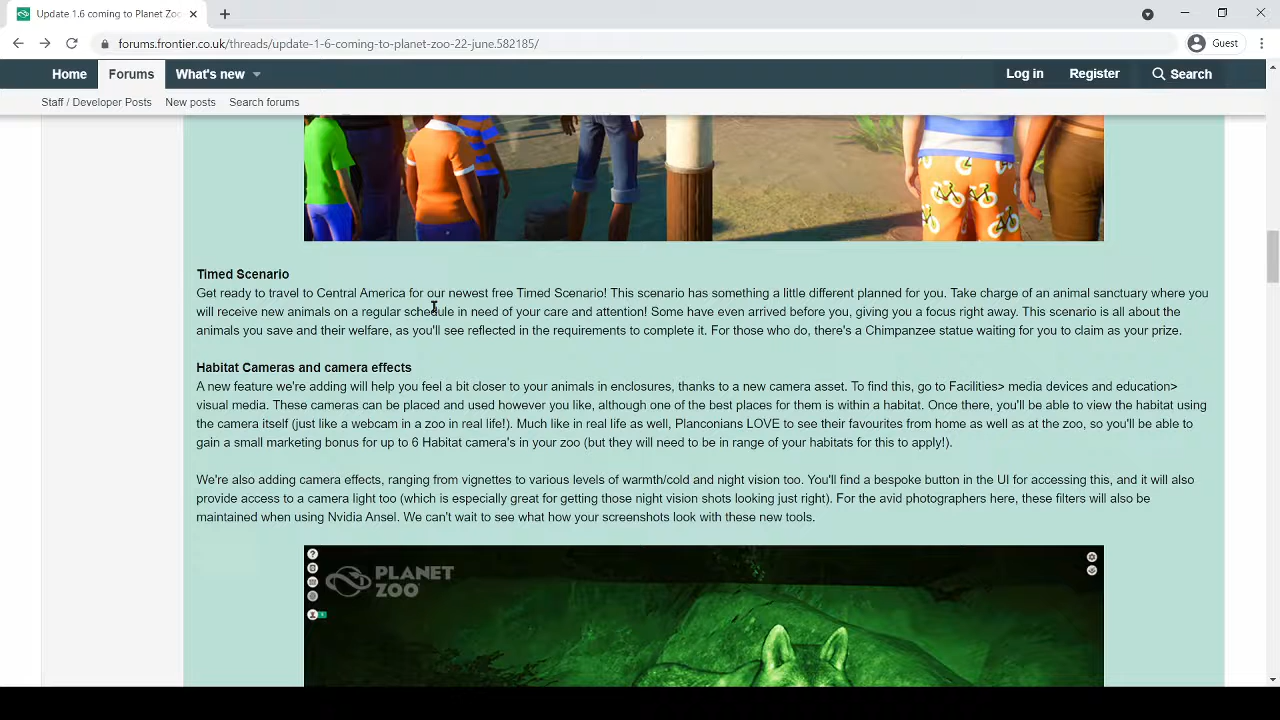 Update 1.6 coming to Planet Zoo
forums.frontier.co.uk/threads/update-1-6-coming-to-planet-zoo-22-june.582185/
Guest
Home Forums What's new Log in Register Search
Staff / Developer Posts New posts Search forums
Timed Scenario
Get ready to travel to Central America for our newest free Timed Scenario! This scenario has something a little different planned for you. Take charge of an animal sanctuary where you
will receive new animals on a regular schedule in need of your care and attention! Some have even arrived before you, giving you a focus right away. This scenario is all about the
animals you save and their welfare, as you'll see reflected in the requirements to complete it. For those who do, there's a Chimpanzee statue waiting for you to claim as your prize.
Habitat Cameras and camera effects
A new feature we're adding will help you feel a bit closer to your animals in enclosures, thanks to a new camera asset. To find this, go to Facilities> media devices and education>
visual media. These cameras can be placed and used however you like, although one of the best places for them is within a habitat. Once there, you'll be able to view the habitat using
the camera itself (just like a webcam in a zoo in real life!). Much like in real life as well, Planconians LOVE to see their favourites from home as well as at the zoo, so you'll be able to
gain a small marketing bonus for up to 6 Habitat camera's in your zoo (but they will need to be in range of your habitats for this to apply!).
We're also adding camera effects, ranging from vignettes to various levels of warmth/cold and night vision too. You'll find a bespoke button in the UI for accessing this, and it will also
provide access to a camera light too (which is especially great for getting those night vision shots looking just right). For the avid photographers here, these filters will also be
maintained when using Nvidia Ansel. We can't wait to see what how your screenshots look with these new tools.
PLANET
ZOO